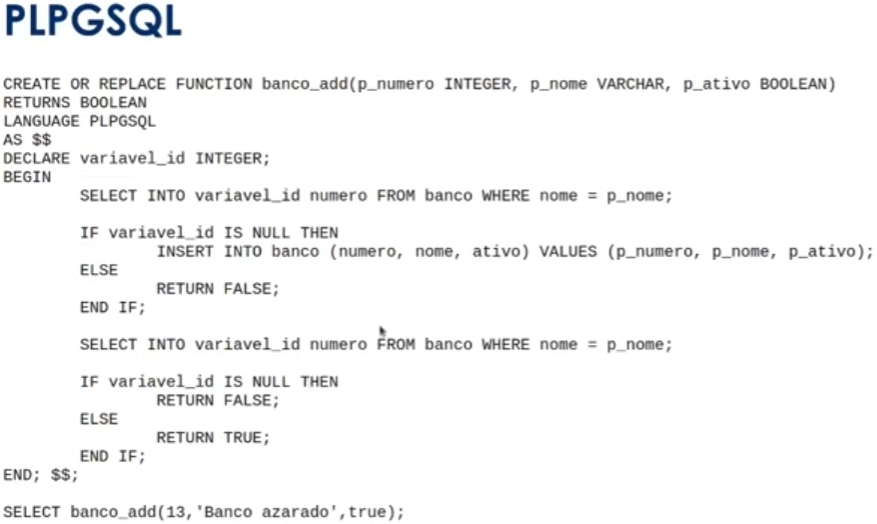 PLPGSQL
CREATE OR REPLACE FUNCTION banco_add(p_numero INTEGER, p_nome VARCHAR, p_ativo BOOLEAN)
RETURNS BOOLEAN
LANGUAGE PLPGSQL
AS $$
DECLARE variavel_id INTEGER;
BEGIN
SELECT INTO variavel_id numero FROM banco WHERE nome = p_nome;
IF variavel_id IS NULL THEN
INSERT INTO banco (numero, nome, ativo) VALUES (p_numero, p_nome, p_ativo);
ELSE
RETURN FALSE;
END IF;
SELECT INTO variavel_id numero FROM banco WHERE nome = p_nome;
IF variavel_id IS NULL THEN
RETURN FALSE;
ELSE
RETURN TRUE;
END IF;
END; $$;
SELECT banco_add(13,'Banco azarado',true);